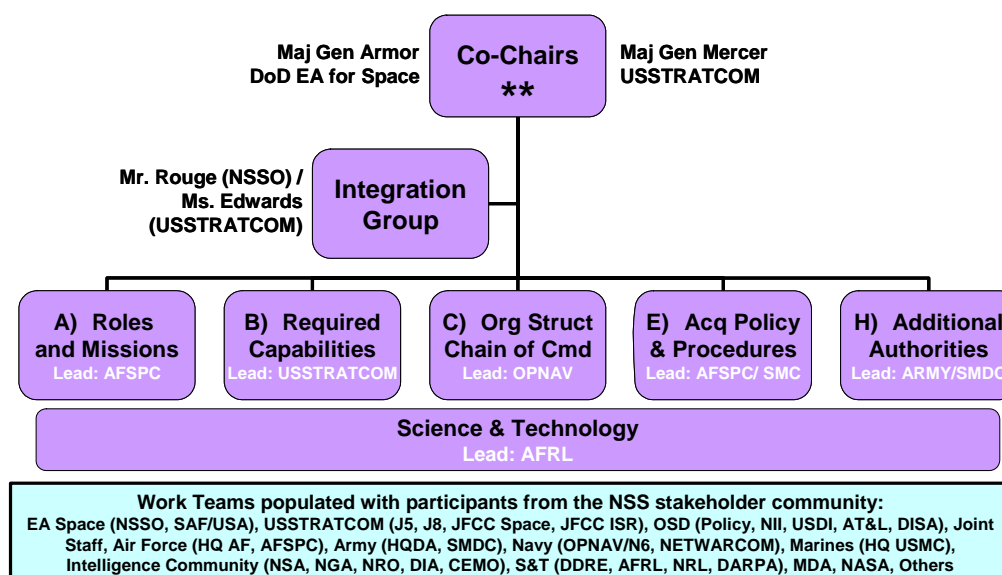 Maj Gen Armor
DoD EA for Space
Co-Chairs
**
Maj Gen Mercer
USSTRATCOM
Mr. Rouge (NSSO) /
Ms. Edwards
(USSTRATCOM)
Integration
Group
A) Roles
and Missions
Lead: AFSPC
B) Required
Capabilities
Lead: USSTRATCOM
C) Org Struct
Chain of Cmd
Lead: OPNAV
E) Acq Policy
& Procedures
Lead: AFSPC/ SMC
H) Additional
Authorities
Lead: ARMY/SMDC
Science & Technology
Lead: AFRL
Work Teams populated with participants from the NSS stakeholder community:
EA Space (NSSO, SAF/USA), USSTRATCOM (J5, J8, JFCC Space, JFCC ISR), OSD (Policy, NII, USDI, AT&L, DISA), Joint
Staff, Air Force (HQ AF, AFSPC), Army (HQDA, SMDC), Navy (OPNAV/N6, NETWARCOM), Marines (HQ USMC),
Intelligence Community (NSA, NGA, NRO, DIA, CEMO), S&T (DDRE, AFRL, NRL, DARPA), MDA, NASA, Others